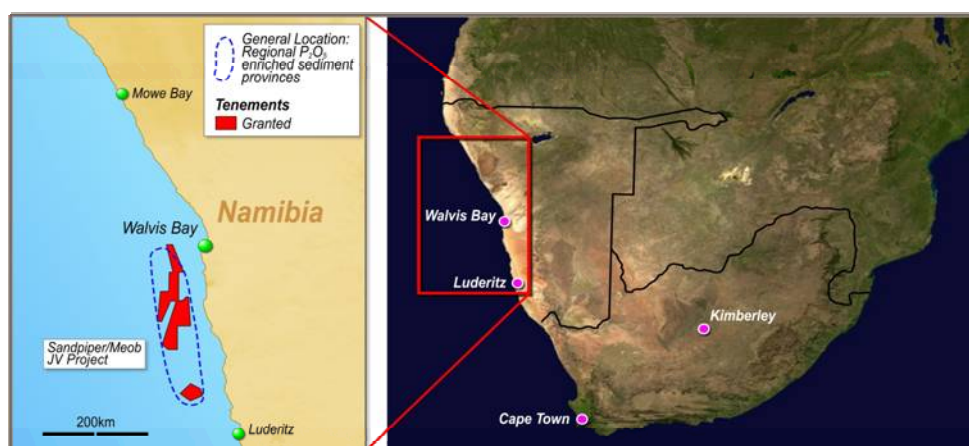 General Location:
Regional P₂O₅
enriched sediment
provinces
Tenements
Granted
Mowe Bay
Namibia
Walvis Bay
Sandpiper/Meob
JV Project
200km
Luderitz
Walvis Bay
Luderitz
Kimberley
Cape Town